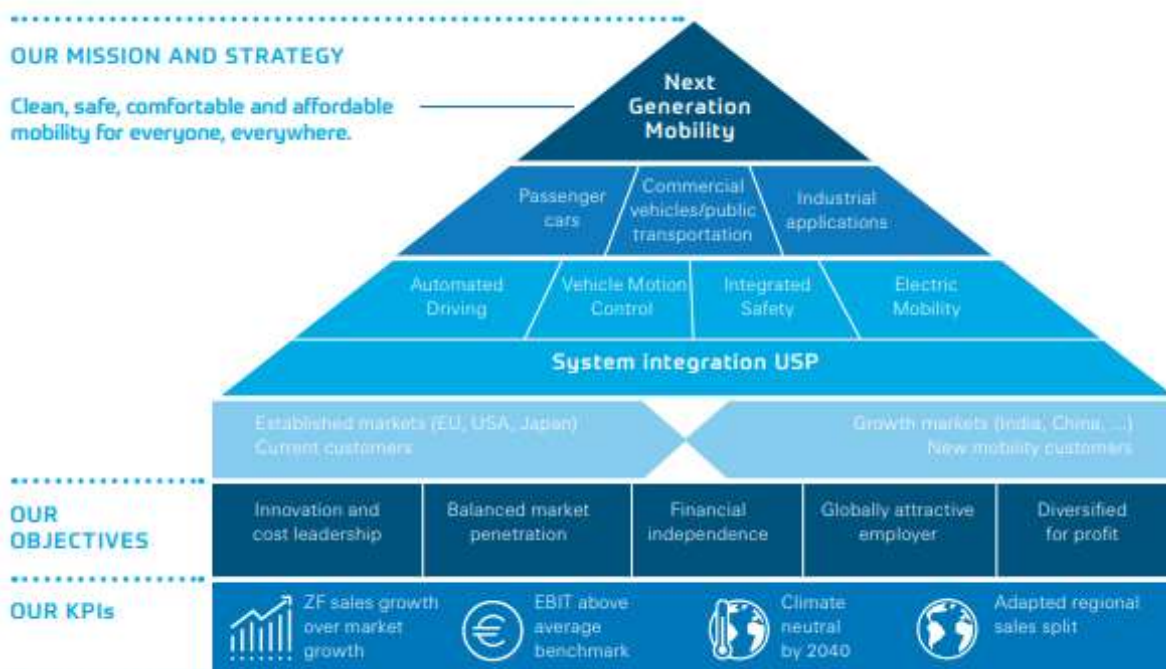 OUR MISSION AND STRATEGY
Clean, safe, comfortable and affordable
mobility for everyone, everywhere.
Next
Generation
Mobility
Passenger
cars
Commercial
vehicles/public
transportation
Industrial
applications
Automated
Driving
Vehicle Motion
Control
Integrated
Safety
Electric
Mobility
System integration USP
Established markets (EU, USA, Japan)
Current customers
Growth markets (India, China, ...)
New mobility customers
OUR
OBJECTIVES
Innovation and
cost leadership
Balanced market
penetration
Financial
independence
Globally attractive
employer
Diversified
for profit
OUR KPIs
ZF sales growth
over market
growth
€
EBIT above
average
benchmark
Climate
neutral
by 2040
Adapted regional
sales split